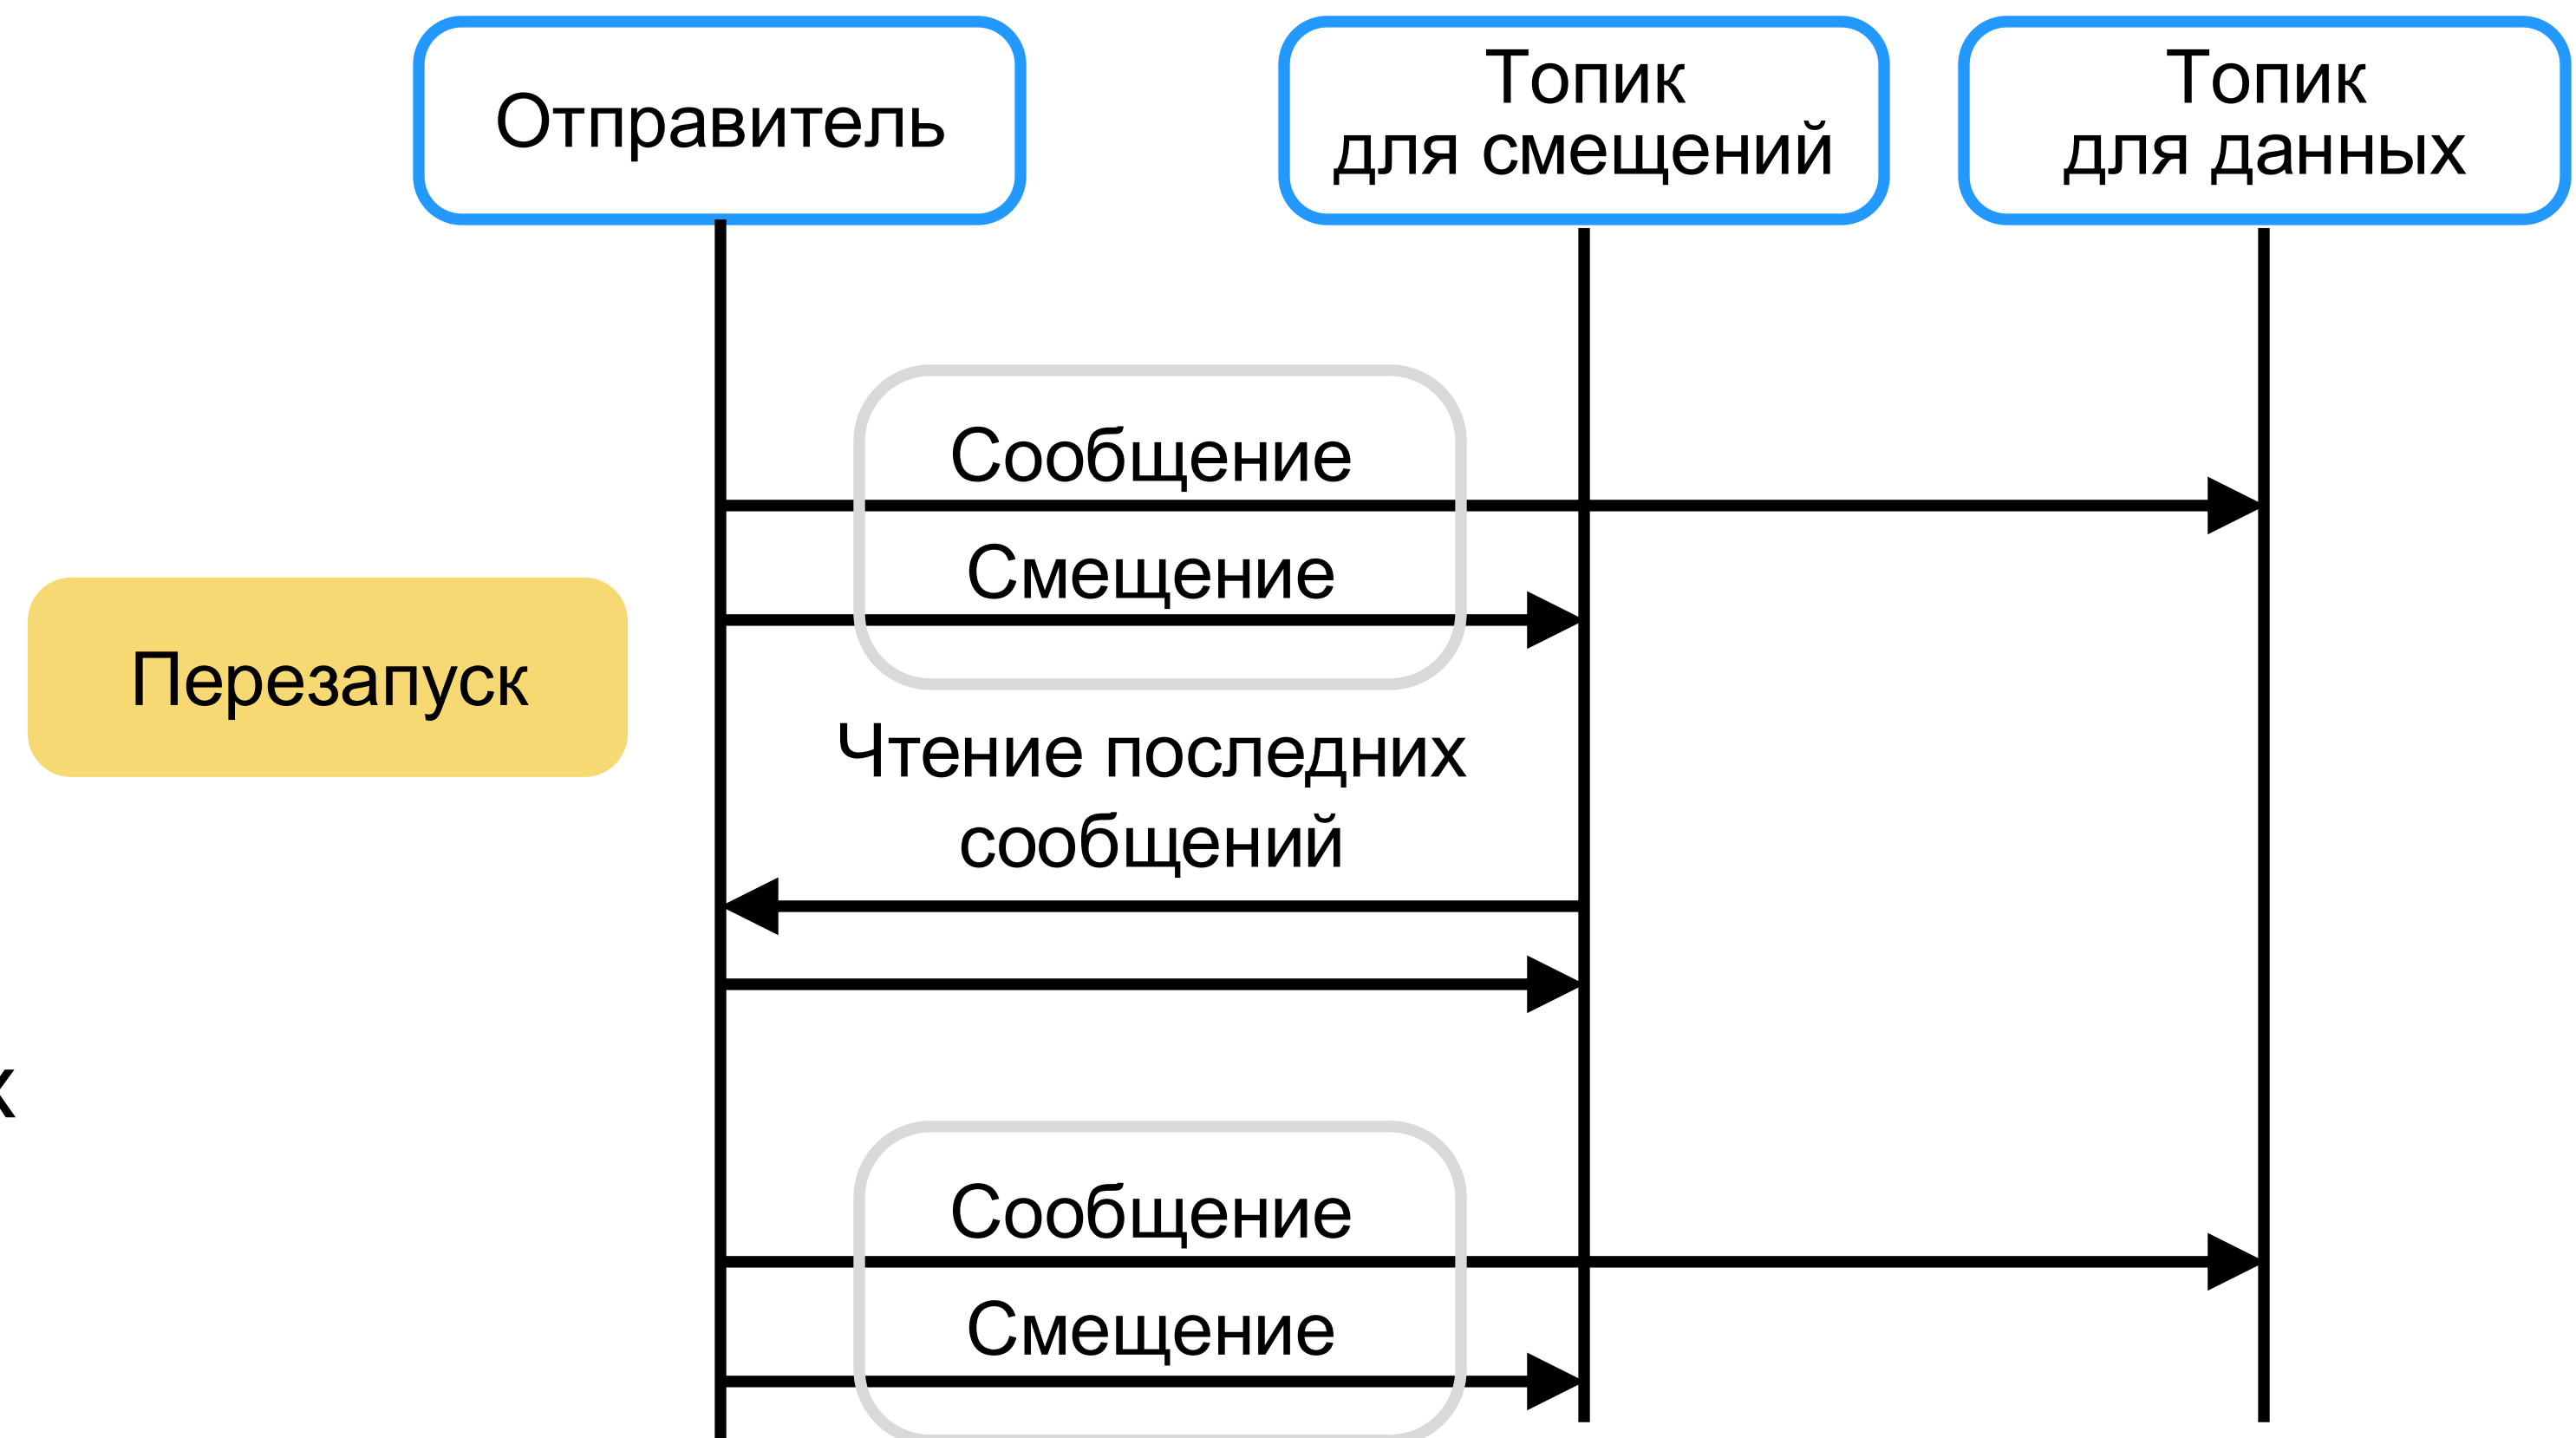 Отправитель
Топик
для смещений
Топик
для данных
Сообщение
Смещение
Перезапуск
Чтение последних
сообщений
х
Сообщение
Смещение